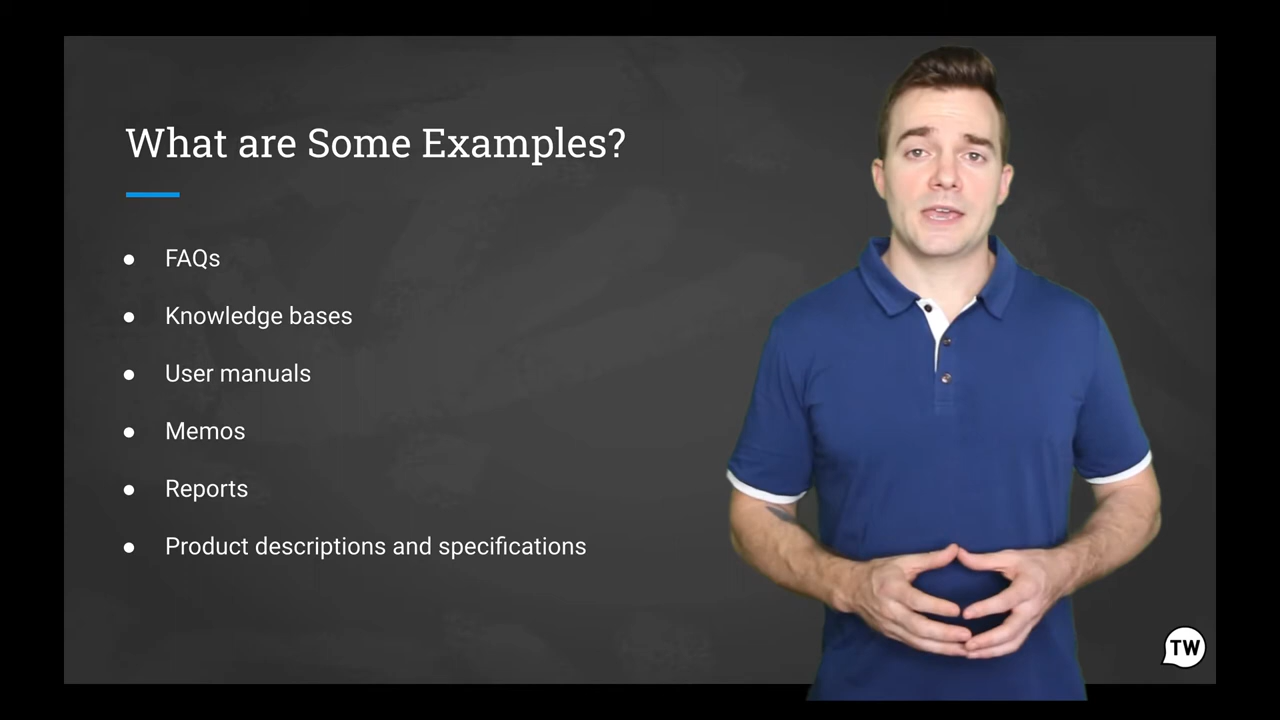 What are Some Examples?
● FAQs
● Knowledge bases
● User manuals
● Memos
● Reports
● Product descriptions and specifications
TW